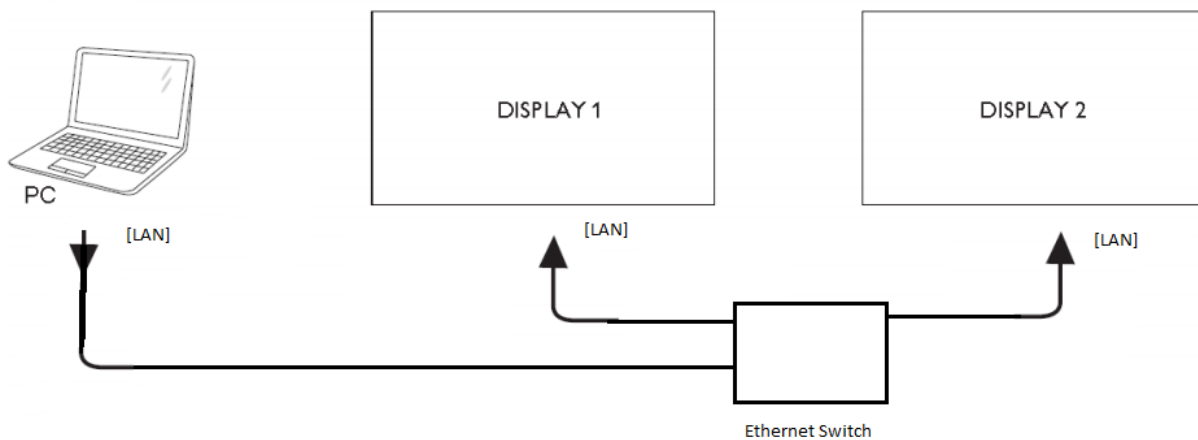 DISPLAY 1
DISPLAY 2
PC
[LAN]
[LAN]
[LAN]
Ethernet Switch